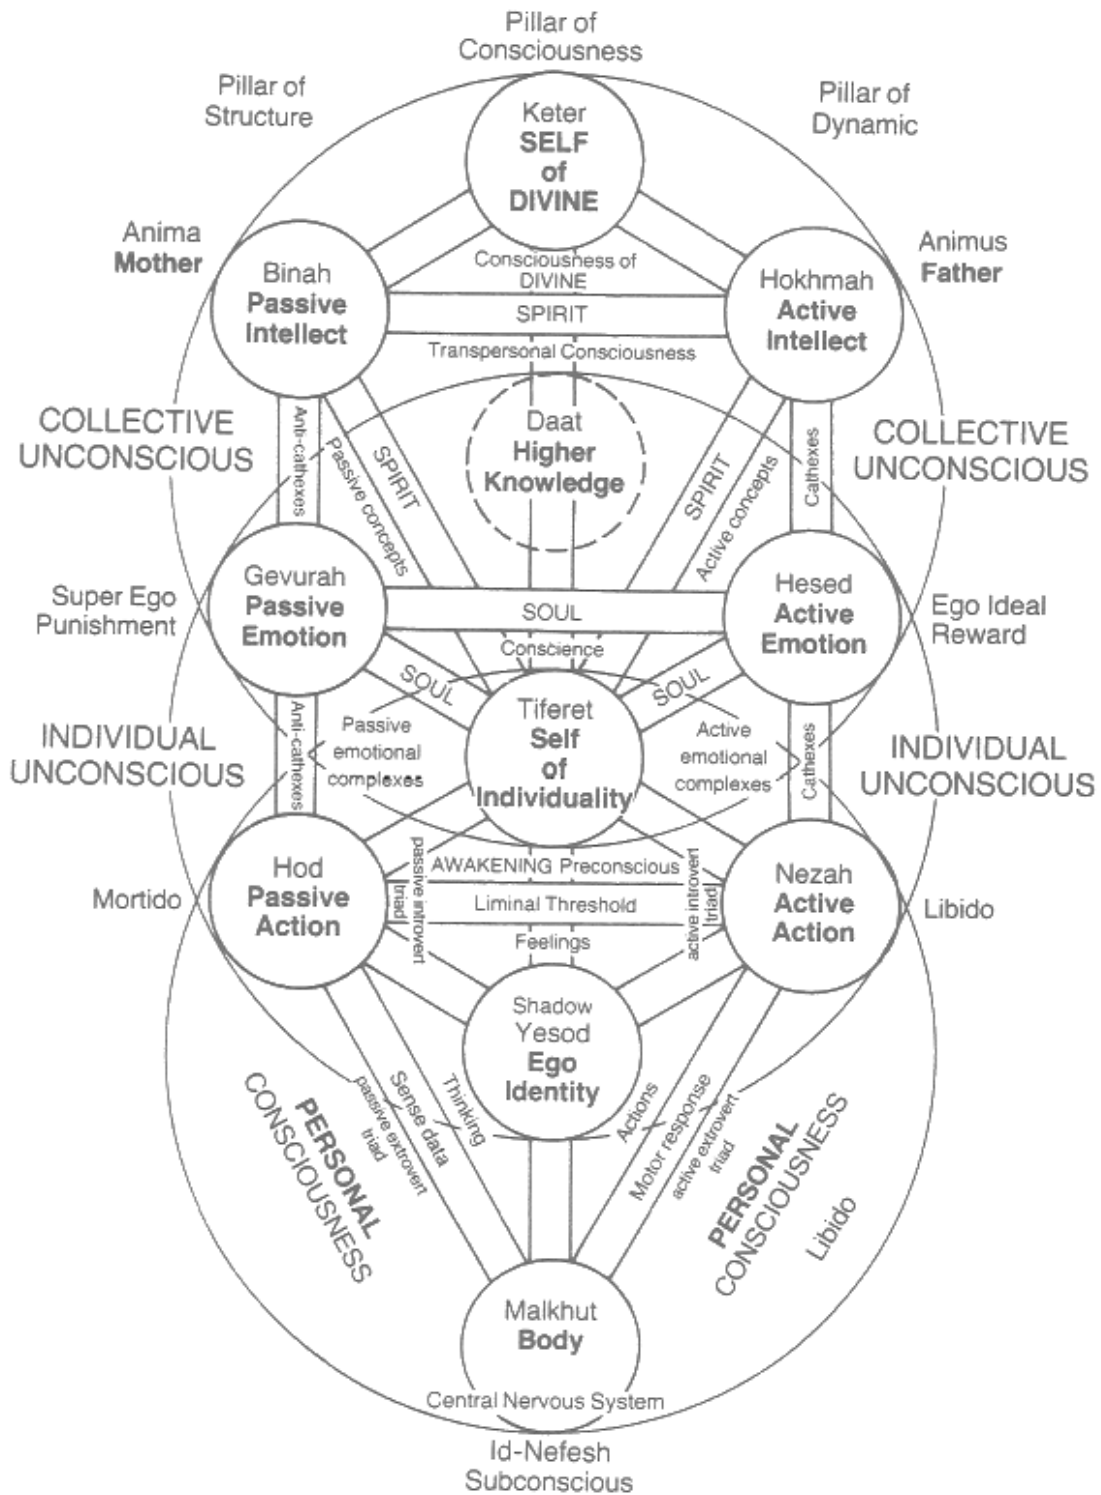 Pillar of
Consciousness
Pillar of
Structure
Pillar of
Dynamic
Keter
SELF
of
DIVINE
Anima
Mother
Animus
Father
Binah
Passive
Intellect
Consciousness of
DIVINE
SPIRIT
Transpersonal Consciousness
Hokhmah
Active
Intellect
COLLECTIVE
UNCONSCIOUS
Anti-cathexes
SPIRIT
Passive concepts
Daat
Higher
Knowledge
SPIRIT
Active concepts
Cathexes
COLLECTIVE
UNCONSCIOUS
Super Ego
Punishment
Gevurah
Passive
Emotion
SOUL
Conscience
Hesed
Active
Emotion
Ego Ideal
Reward
SOUL
SOUL
INDIVIDUAL
UNCONSCIOUS
Anti-cathexes
Passive
emotional
complexes
Tiferet
Self
of
Individuality
Active
emotional
complexes
Cathexes
INDIVIDUAL
UNCONSCIOUS
Mortido
Hod
Passive
Action
passive introvert
triad
AWAKENING Preconscious
Liminal Threshold
Feelings
active introvert
triad
Nezah
Active
Action
Libido
Shadow
Yesod
Ego
Identity
PERSONAL
CONSCIOUSNESS
passive extrovert
triad
Sense data
Thinking
Actions
Motor response
active extrovert
triad
PERSONAL
CONSCIOUSNESS
Libido
Malkhut
Body
Central Nervous System
Id-Nefesh
Subconscious